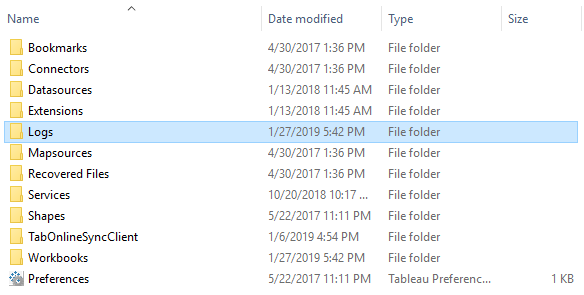 Name Date modified Type Size
Bookmarks 4/30/2017 1:36 PM File folder
Connectors 4/30/2017 1:36 PM File folder
Datasources 1/13/2018 11:45 AM File folder
Extensions 1/13/2018 11:45 AM File folder
Logs 1/27/2019 5:42 PM File folder
Mapsources 4/30/2017 1:36 PM File folder
Recovered Files 4/30/2017 1:36 PM File folder
Services 10/20/2018 10:17 ... File folder
Shapes 5/22/2017 11:11 PM File folder
TabOnlineSyncClient 1/6/2019 4:54 PM File folder
Workbooks 1/27/2019 5:42 PM File folder
Preferences 5/22/2017 11:11 PM Tableau Preferenc... 1 KB